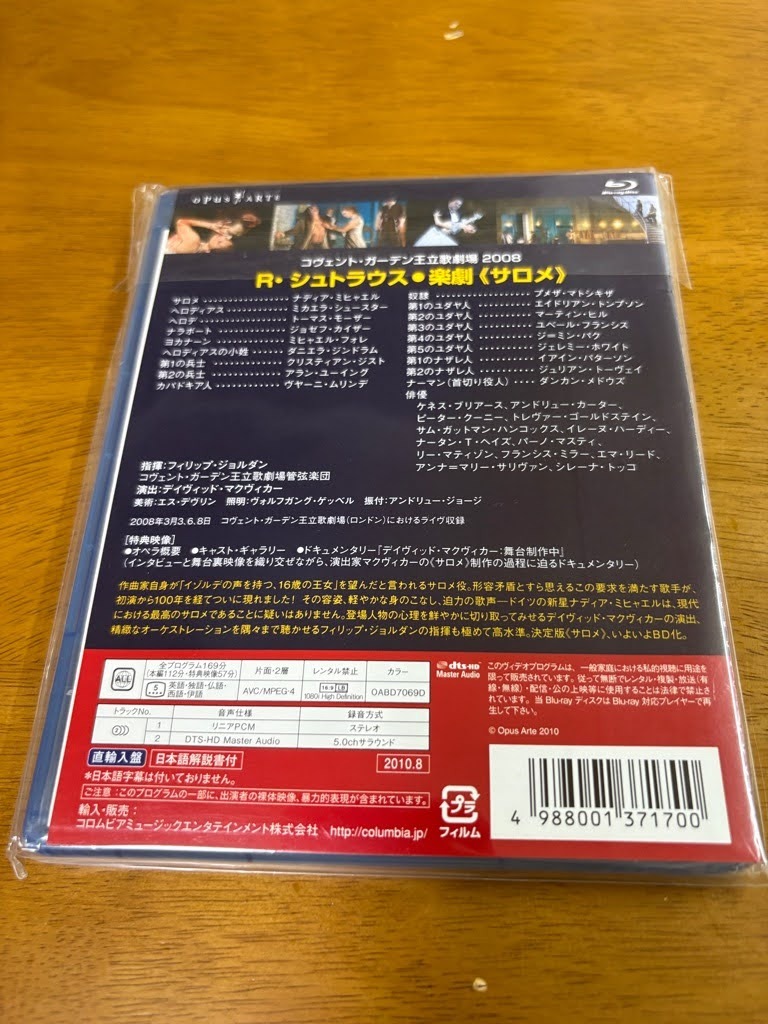 OPUS ARTE
Blu-ray Disc
コヴェント・ガーデン王立歌劇場 2008
R・シュトラウス●楽劇《サロメ》
サロメ ‥‥‥‥‥‥‥‥ ナディア・ミヒャエル
ヘロディアス ‥‥‥‥‥‥ ミカエラ・シュースター
ヘロデ ‥‥‥‥‥‥‥‥ トーマス・モーザー
ナラボート ‥‥‥‥‥‥‥ ジョセフ・カイザー
ヨカナーン ‥‥‥‥‥‥‥ ミヒャエル・フォレ
ヘロディアスの小姓 ‥‥‥ ダニエラ・シンドラム
第1の兵士 ‥‥‥‥‥‥‥ クリスティアン・ジスト
第2の兵士 ‥‥‥‥‥‥‥ アラン・ユーイング
カパドキア人 ‥‥‥‥‥‥ ヴヤーニ・ムリンデ
奴隷 ‥‥‥‥‥‥‥‥ プメザ・マトシキザ
第1のユダヤ人 ‥‥‥‥ エイドリアン・トンプソン
第2のユダヤ人 ‥‥‥‥ マーティン・ヒル
第3のユダヤ人 ‥‥‥‥ ユベール・フランシス
第4のユダヤ人 ‥‥‥‥ ジーミン・パク
第5のユダヤ人 ‥‥‥‥ ジェレミー・ホワイト
第1のナザレ人 ‥‥‥‥ イアイン・パターソン
第2のナザレ人 ‥‥‥‥ ジュリアン・トーヴェイ
ナーマン(首切り役人) ‥‥ ダンカン・メドウズ
俳優
ケネス・ブリアース、アンドリュー・カーター、
ピーター・クーニー、トレヴァー・ゴールドステイン、
サム・ガットマン・ハンコックス、イレーヌ・ハーディー、
ナータン・T・ヘイズ、パーノ・マスティ、
リー・マティゾン、フランシス・ミラー、エマ・リード、
アンナ＝マリー・サリヴァン、シレーナ・トッコ
指揮：フィリップ・ジョルダン
コヴェント・ガーデン王立歌劇場管弦楽団
演出：デイヴィッド・マクヴィカー
美術：エス・デヴリン 照明：ヴォルフガング・ゲッベル 振付：アンドリュー・ジョージ
2008年3月3.6.8日 コヴェント・ガーデン王立歌劇場(ロンドン)におけるライヴ収録
[特典映像]
●オペラ概要 ●キャスト・ギャラリー ●ドキュメンタリー「デイヴィッド・マクヴィカー：舞台制作中」
(インタビューと舞台裏映像を織り交ぜながら、演出家マクヴィカーの《サロメ》制作の過程に迫るドキュメンタリー)
作曲家自身が「イゾルデの声を持つ、16歳の王女」を望んだと言われるサロメ役。形容矛盾とすら思えるこの要求を満たす歌手が、
初演から100年を経てついに現れました! その容姿、軽やかな身のこなし、迫力の歌声―ドイツの新星ナディア・ミヒャエルは、現代
における最高のサロメであることに疑いはありません。登場人物の心理を鮮やかに切り取ってみせるデイヴィッド・マクヴィカーの演出、
精緻なオーケストレーションを隅々まで聴かせるフィリップ・ジョルダンの指揮も極めて高水準。決定版《サロメ》、いよいよBD化。
ALL
全プログラム169分
(本編112分・特典映像57分)
片面・2層
レンタル禁止
カラー
5
英語・独語・仏語・
西語・伊語
AVC/MPEG-4
16:9 LB
1080i High Definition
OABD7069D
トラックNo.
音声仕様
録音方式
1
リニアPCM
ステレオ
2
DTS-HD Master Audio
5.0chサラウンド
dts-HD
Master Audio
このヴィデオプログラムは、一般家庭における私的視聴に用途を
限って販売されています。従って無断でレンタル・複製・放送(有
線・無線)・配信・公の上映等に使用することは法律で禁止さ
れています。当 Blu-ray ディスクは Blu-ray 対応プレイヤーで再
生して下さい。
© Opus Arte 2010
直輸入盤
日本語解説書付
2010.8
＊日本語字幕は付いておりません。
ご注意：このプログラムの一部に、出演者の裸体映像、暴力的表現が含まれています。
輸入・販売：
コロムビアミュージックエンタテインメント株式会社 http://columbia.jp/
プラ
フィルム
4 988001 371700